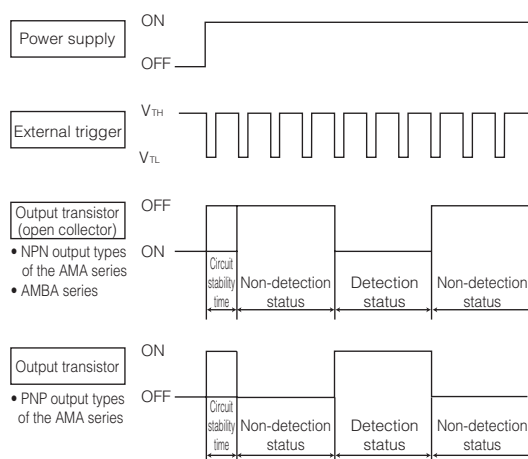 ON
Power supply
OFF
VTH
External trigger
VTL
OFF
Output transistor
(open collector)
ON
• NPN output types
of the AMA series
• AMBA series
Circuit
stability
time
Non-detection
status
Detection
status
Non-detection
status
ON
Output transistor
OFF
• PNP output types
of the AMA series
Circuit
stability
time
Non-detection
status
Detection
status
Non-detection
status